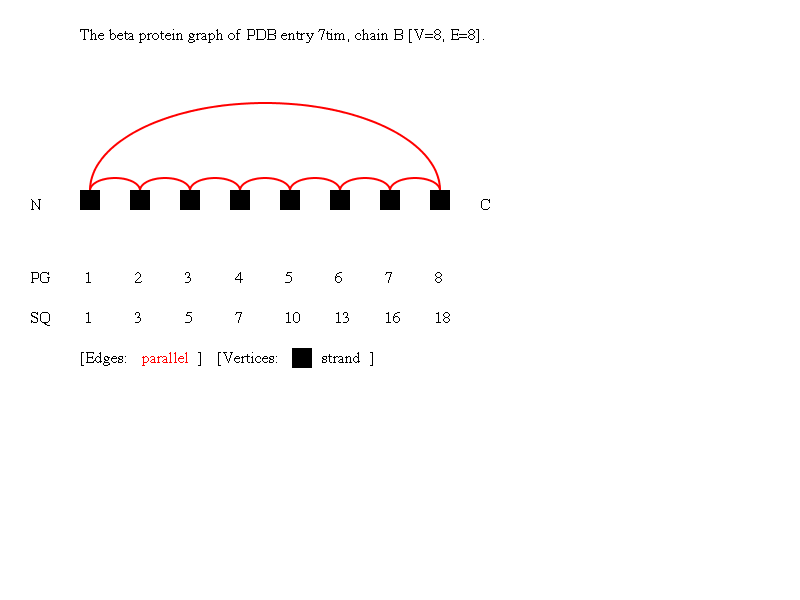 The beta protein graph of PDB entry 7tim, chain B [V=8, E=8].
N C
PG 1 2 3 4 5 6 7 8
SQ 1 3 5 7 10 13 16 18
[Edges: parallel ] [Vertices: strand ]